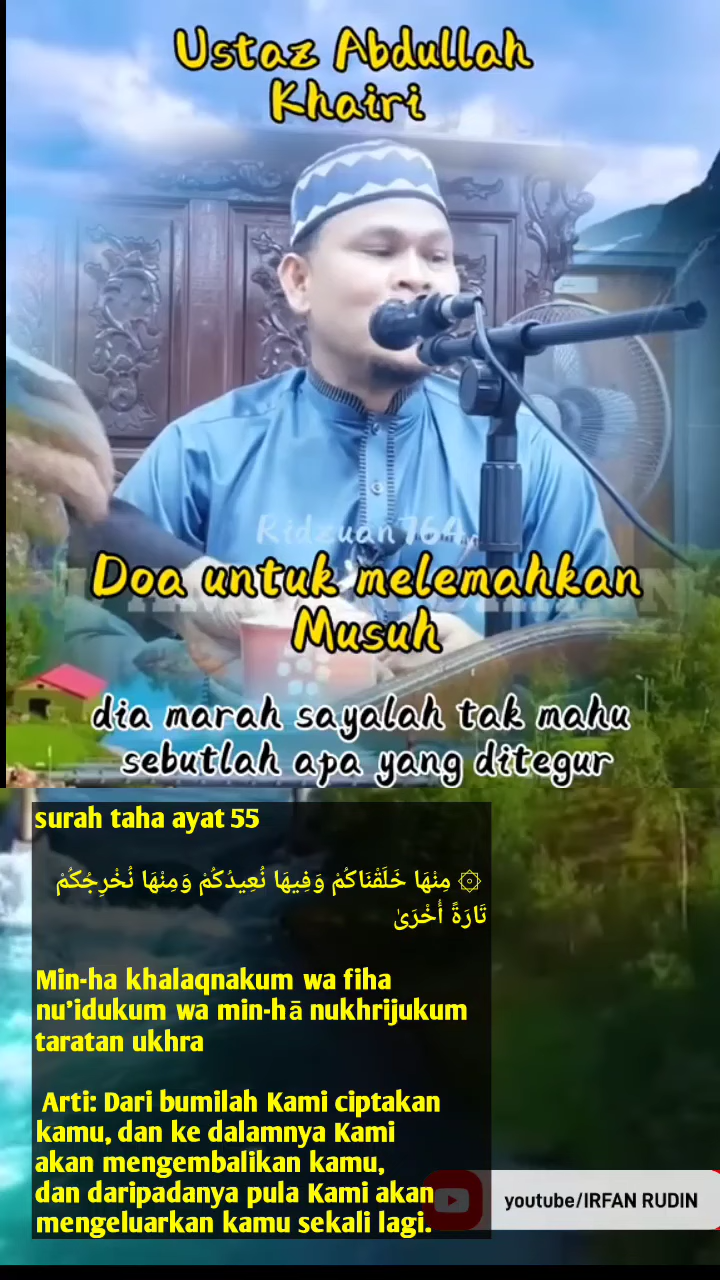 Ustaz Abdullah
Khairi
Ridzuan764
Doa untuk melemahkan
Musuh
dia marah sayalah tak mahu
sebutlah apa yang ditegur
surah taha ayat 55
۞ مِنْهَا خَلَقْنَاكُمْ وَفِيهَا نُعِيدُكُمْ وَمِنْهَا نُخْرِجُكُمْ
تَارَةً أُخْرَىٰ
Min-ha khalaqnakum wa fiha
nu'idukum wa min-hā nukhrijukum
taratan ukhra
Arti: Dari bumilah Kami ciptakan
kamu, dan ke dalamnya Kami
akan mengembalikan kamu,
dan daripadanya pula Kami akan
mengeluarkan kamu sekali lagi.
youtube/IRFAN RUDIN